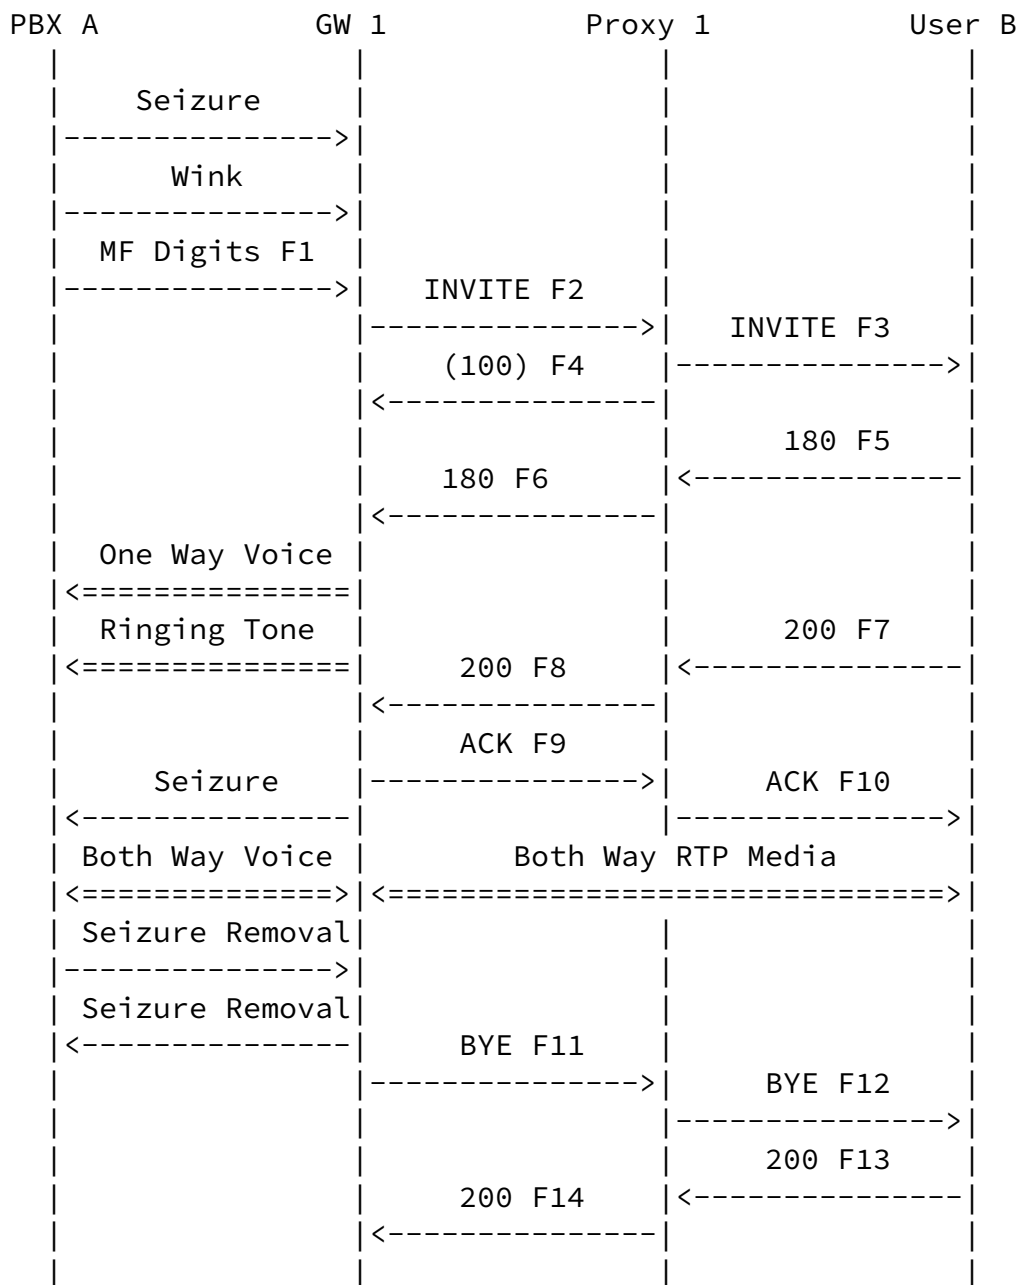 PBX A GW 1 Proxy 1 User B
Seizure
Wink
MF Digits F1
INVITE F2
INVITE F3
(100) F4
180 F5
180 F6
One Way Voice
Ringing Tone 200 F7
200 F8
ACK F9
Seizure ACK F10
Both Way Voice Both Way RTP Media
Seizure Removal
Seizure Removal
BYE F11
BYE F12
200 F13
200 F14